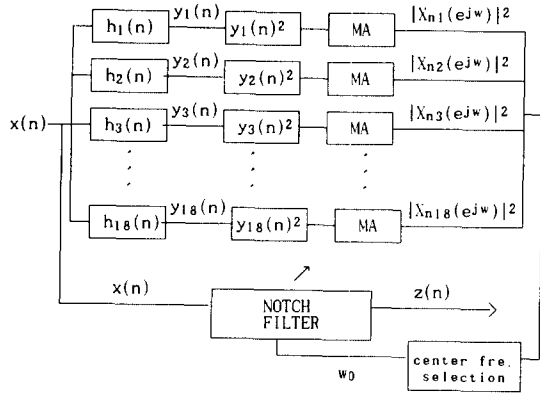 h₁(n) y₁(n) y₁(n)² MA |Xn1(ejw)|2
h₂(n) y₂(n) y₂(n)² MA |Xn2(ejw)|2
x(n) h₃(n) y₃(n) y₃(n)² MA |Xn3(ejw)|2
h₁₈(n) y₁₈(n) y₁₈(n)² MA |Xn18(ejw)|2
x(n) NOTCH FILTER z(n)
w₀ center fre. selection